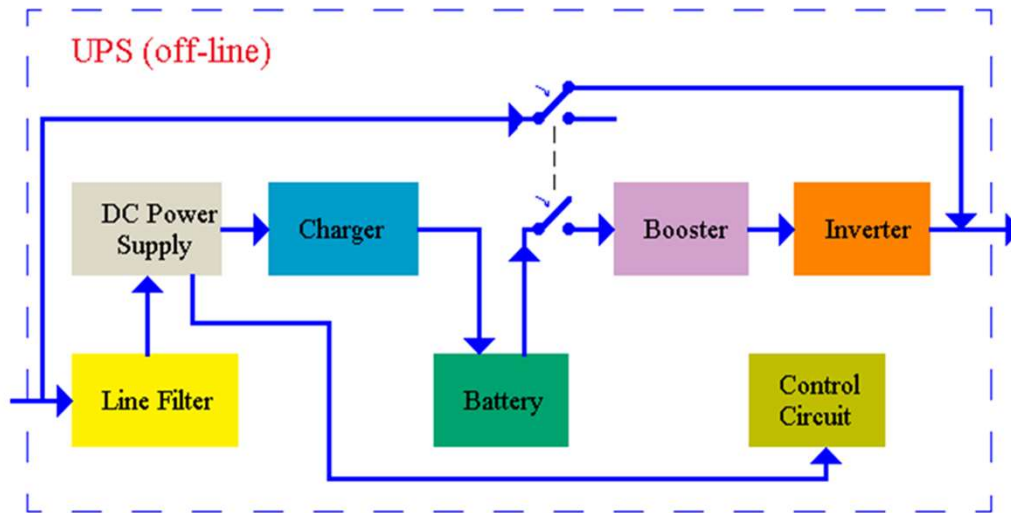 UPS (off-line)
DC Power
Supply
Charger
Booster
Inverter
Line Filter
Battery
Control
Circuit